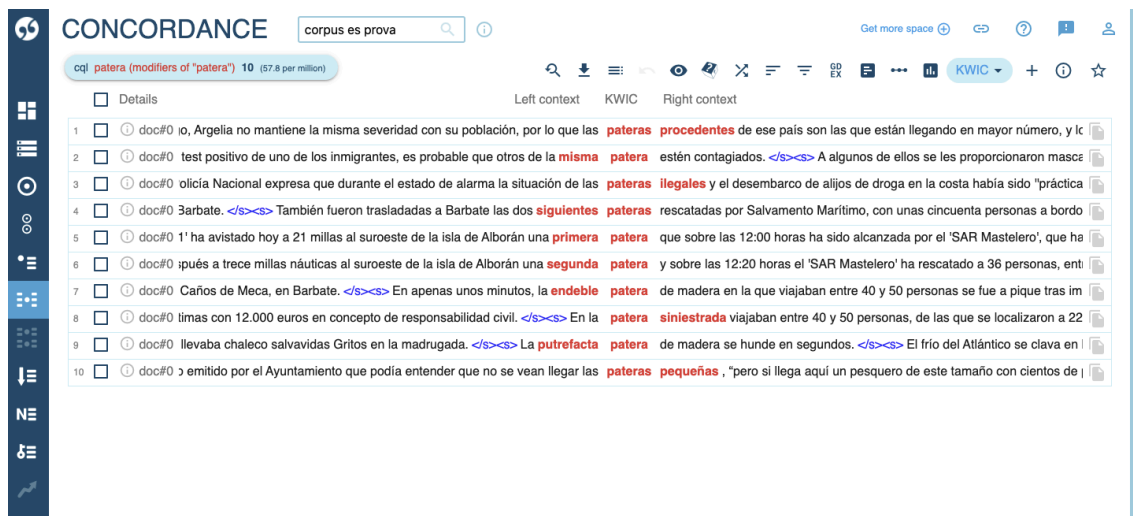 CONCORDANCE corpus es prova Get more space
cql patera (modifiers of "patera") 10 (57.8 per million) GD EX KWIC
Details Left context KWIC Right context
1 doc#0 o, Argelia no mantiene la misma severidad con su población, por lo que las pateras procedentes de ese país son las que están llegando en mayor número, y lo
2 doc#0 test positivo de uno de los inmigrantes, es probable que otros de la misma patera estén contagiados. </s><s> A algunos de ellos se les proporcionaron masca
3 doc#0 olicía Nacional expresa que durante el estado de alarma la situación de las pateras ilegales y el desembarco de alijos de droga en la costa había sido "práctica
4 doc#0 Barbate. </s><s> También fueron trasladadas a Barbate las dos siguientes pateras rescatadas por Salvamento Marítimo, con unas cincuenta personas a bordo
5 doc#0 1' ha avistado hoy a 21 millas al suroeste de la isla de Alborán una primera patera que sobre las 12:00 horas ha sido alcanzada por el 'SAR Mastelero', que ha
6 doc#0 spués a trece millas náuticas al suroeste de la isla de Alborán una segunda patera y sobre las 12:20 horas el 'SAR Mastelero' ha rescatado a 36 personas, ent
7 doc#0 Caños de Meca, en Barbate. </s><s> En apenas unos minutos, la endeble patera de madera en la que viajaban entre 40 y 50 personas se fue a pique tras im
8 doc#0 timas con 12.000 euros en concepto de responsabilidad civil. </s><s> En la patera siniestrada viajaban entre 40 y 50 personas, de las que se localizaron a 22
9 doc#0 llevaba chaleco salvavidas Gritos en la madrugada. </s><s> La putrefacta patera de madera se hunde en segundos. </s><s> El frío del Atlántico se clava en
10 doc#0 o emitido por el Ayuntamiento que podía entender que no se vean llegar las pateras pequeñas , “pero si llega aquí un pesquero de este tamaño con cientos de